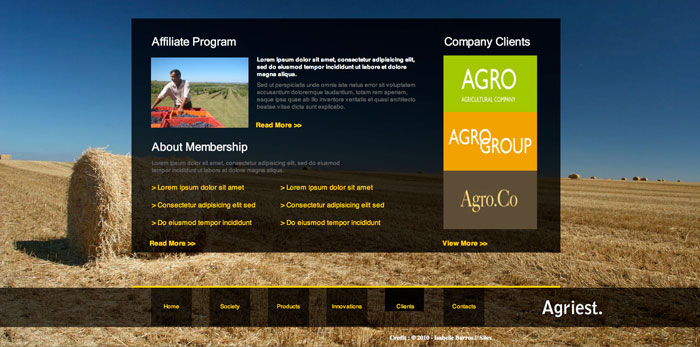 Affiliate Program
Lorem ipsum dolor sit amet, consectetur adipisicing elit,
sed do eiusmod tempor incididunt ut labore et dolore
magna aliqua.
Sed ut perspiciatis unde omnis iste natus error sit voluptatem
accusantium doloremque laudantium, totam rem aperiam,
eaque ipsa quae ab illo inventore veritatis et quasi architecto
beatae vitae dicta sunt explicabo.
Read More >>
About Membership
Lorem ipsum dolor sit amet, consectetur adipisicing elit, sed do eiusmod
tempor incididunt ut labore et dolore magna aliqua.
> Lorem ipsum dolor sit amet
> Consectetur adipisicing elit sed
> Do eiusmod tempor incididunt
> Lorem ipsum dolor sit amet
> Consectetur adipisicing elit sed
> Do eiusmod tempor incididunt
Read More >>
Company Clients
AGRO
AGRICULTURAL COMPANY
AGRO
GROUP
Agro.Co
View More >>
Home Society Products Innovations Clients Contacts
Agriest.
Credit : © 2010 - Isabelle Barros